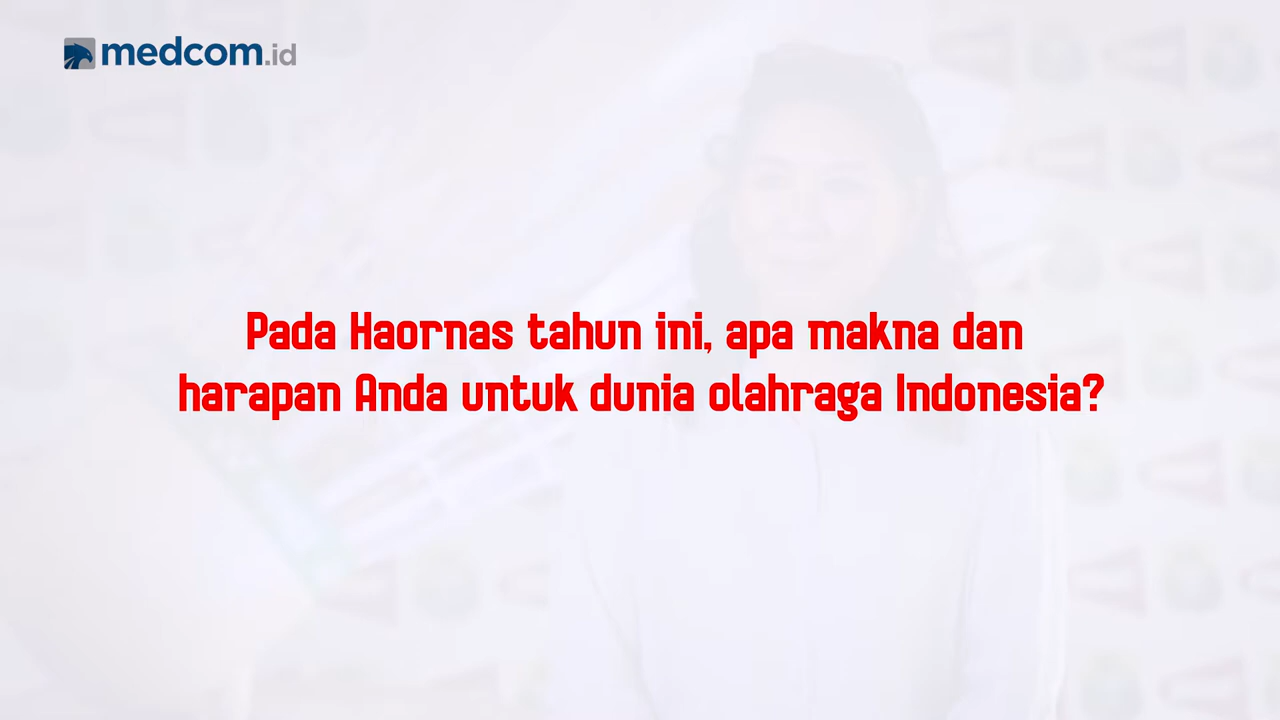 medcom.id
Pada Haornas tahun ini, apa makna dan
harapan Anda untuk dunia olahraga Indonesia?